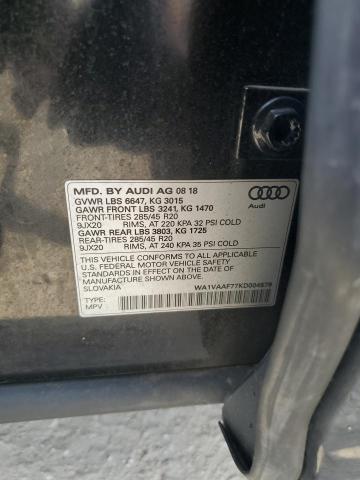 MFD. BY AUDI AG 08 18
GVWR LBS 6647, KG 3015
GAWR FRONT LBS 3241, KG 1470
FRONT-TIRES 285/45 R20
9JX20 RIMS, AT 220 KPA 32 PSI COLD
GAWR REAR LBS 3803, KG 1725
REAR-TIRES 285/45 R20
9JX20 RIMS, AT 240 KPA 35 PSI COLD
Audi
THIS VEHICLE CONFORMS TO ALL APPLICABLE
U.S. FEDERAL MOTOR VEHICLE SAFETY
STANDARDS IN EFFECT ON THE DATE OF
MANUFACTURE SHOWN ABOVE.
SLOVAKIA
WA1VAAF77KD004579
TYPE:
MPV